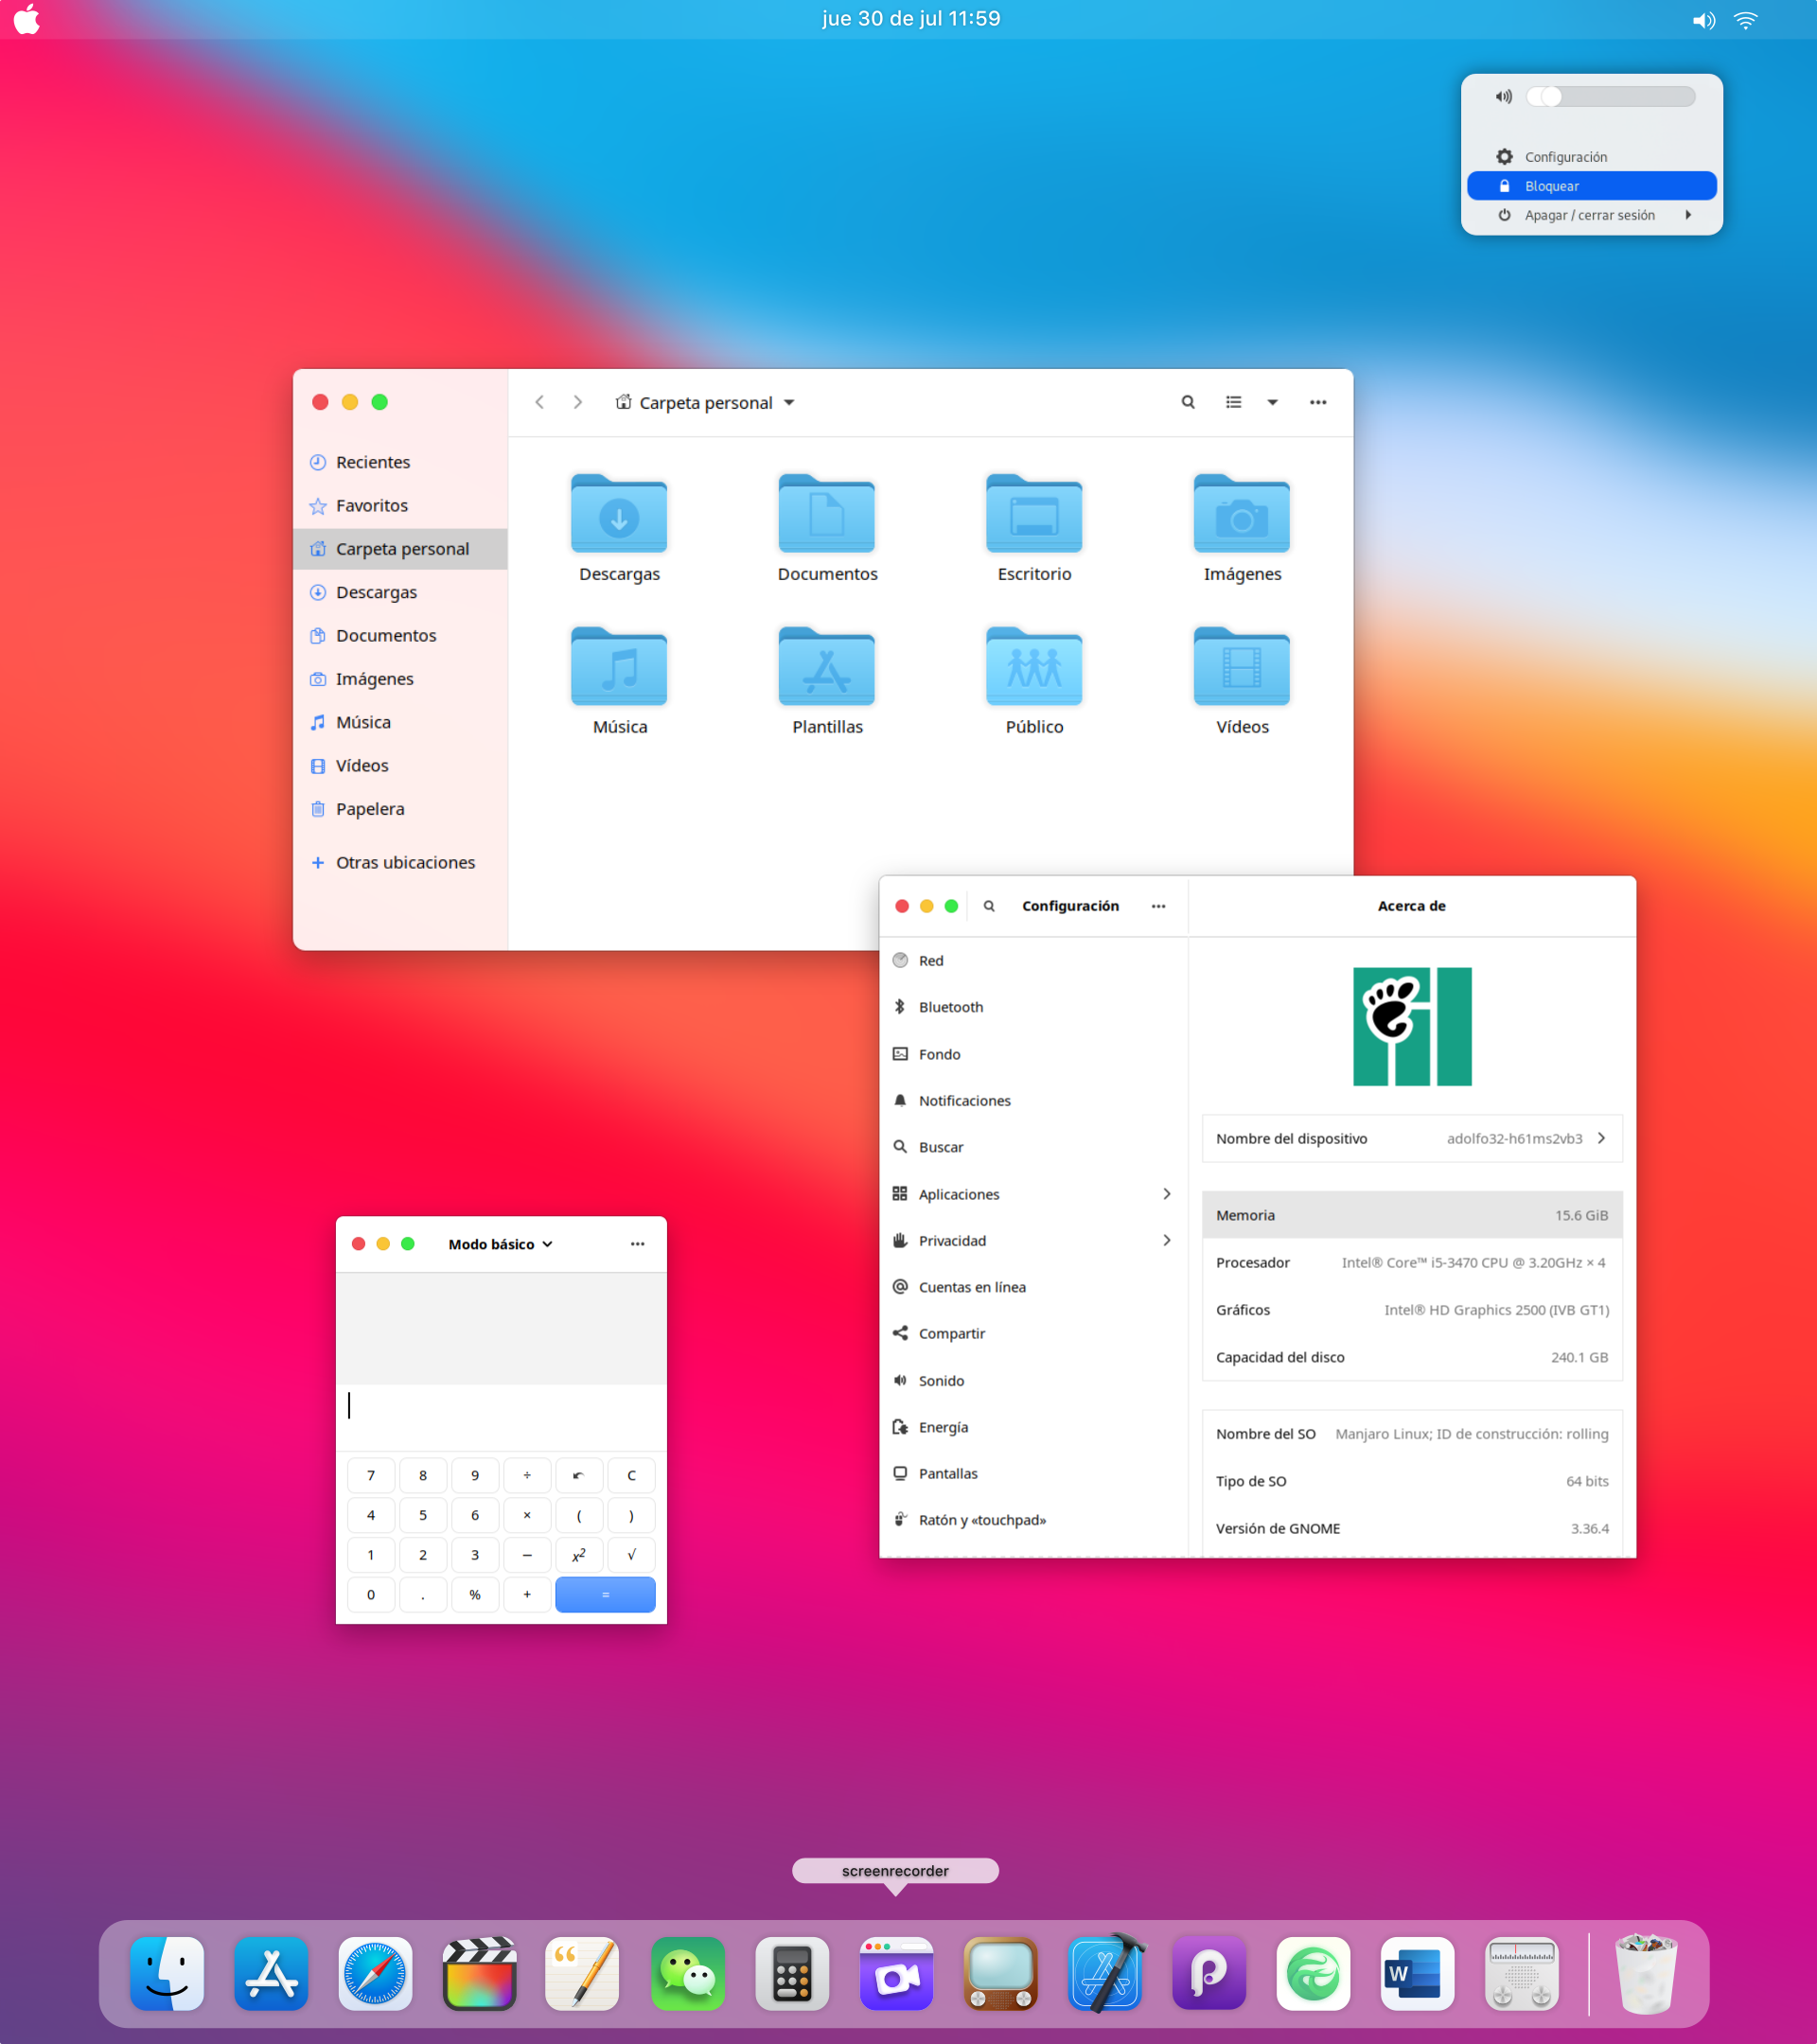 jue 30 de jul 11:59
Configuración
Bloquear
Apagar / cerrar sesión
Carpeta personal
Recientes
Favoritos
Carpeta personal
Descargas
Documentos
Imágenes
Música
Vídeos
Papelera
Otras ubicaciones
Descargas
Documentos
Escritorio
Imágenes
Música
Plantillas
Público
Vídeos
Configuración
Acerca de
Red
Bluetooth
Fondo
Notificaciones
Buscar
Aplicaciones
Privacidad
Cuentas en línea
Compartir
Sonido
Energía
Pantallas
Ratón y «touchpad»
Nombre del dispositivo adolfo32-h61ms2vb3
Memoria 15.6 GiB
Procesador Intel® Core™ i5-3470 CPU @ 3.20GHz × 4
Gráficos Intel® HD Graphics 2500 (IVB GT1)
Capacidad del disco 240.1 GB
Nombre del SO Manjaro Linux; ID de construcción: rolling
Tipo de SO 64 bits
Versión de GNOME 3.36.4
Modo básico
7 8 9 ÷ C
4 5 6 × ( )
1 2 3 − x² √
0 . % + =
screenrecorder
W